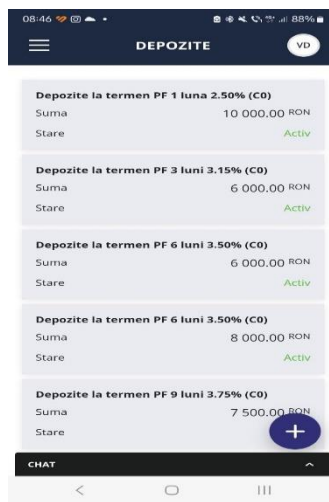 08:46 88%
DEPOZITE VD
Depozite la termen PF 1 luna 2.50% (C0)
Suma 10 000.00 RON
Stare Activ
Depozite la termen PF 3 luni 3.15% (C0)
Suma 6 000.00 RON
Stare Activ
Depozite la termen PF 6 luni 3.50% (C0)
Suma 6 000.00 RON
Stare Activ
Depozite la termen PF 6 luni 3.50% (C0)
Suma 8 000.00 RON
Stare Activ
Depozite la termen PF 9 luni 3.75% (C0)
Suma 7 500.00 RON
Stare
CHAT